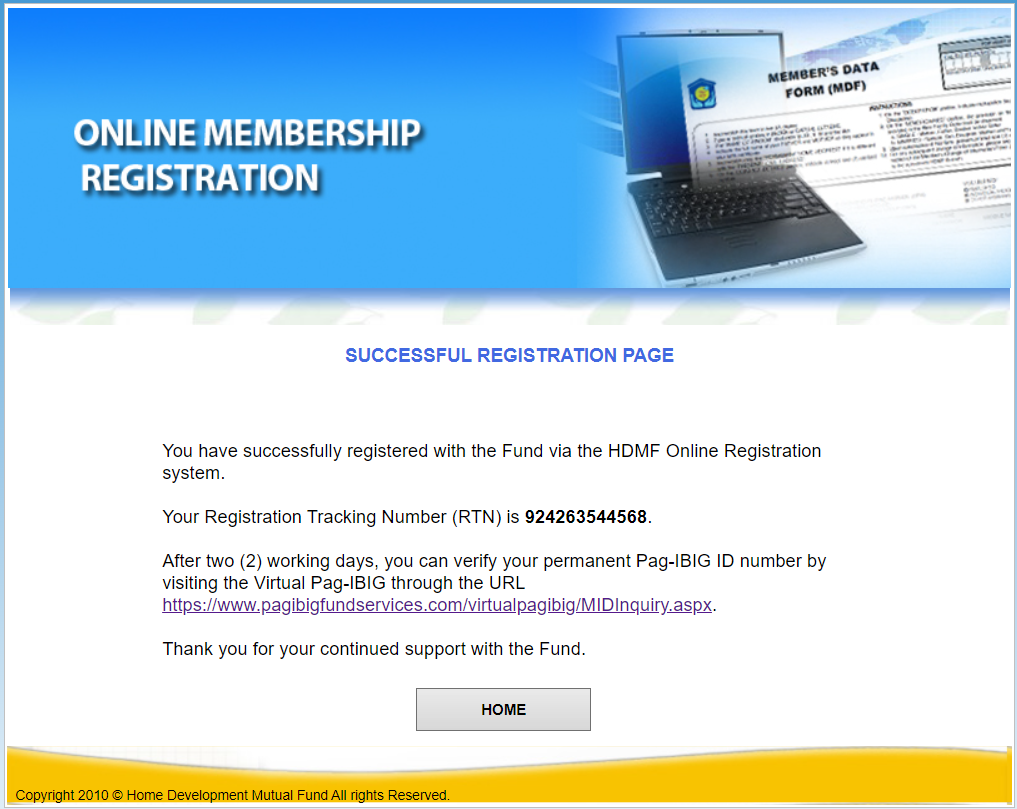 ONLINE MEMBERSHIP
REGISTRATION
MEMBER'S DATA
FORM (MDF)
INSTRUCTIONS
SUCCESSFUL REGISTRATION PAGE
You have successfully registered with the Fund via the HDMF Online Registration
system.
Your Registration Tracking Number (RTN) is 924263544568.
After two (2) working days, you can verify your permanent Pag-IBIG ID number by
visiting the Virtual Pag-IBIG through the URL
https://www.pagibigfundservices.com/virtualpagibig/MIDInquiry.aspx.
Thank you for your continued support with the Fund.
HOME
Copyright 2010 © Home Development Mutual Fund All rights Reserved.